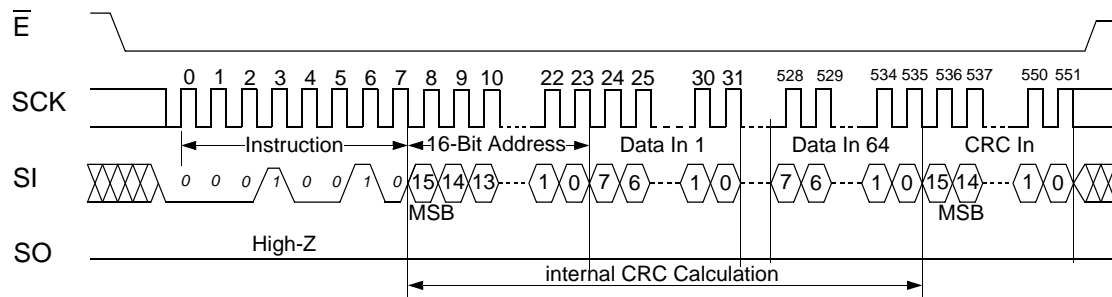 E
0 1 2 3 4 5 6 7 8 9 10 22 23 24 25 30 31 528 529 534 535 536 537 550 551
SCK
Instruction 16-Bit Address Data In 1 Data In 64 CRC In
SI 0 0 0 1 0 0 1 0 15 14 13 1 0 7 6 1 0 7 6 1 0 15 14 1 0
MSB MSB
High-Z
SO
internal CRC Calculation